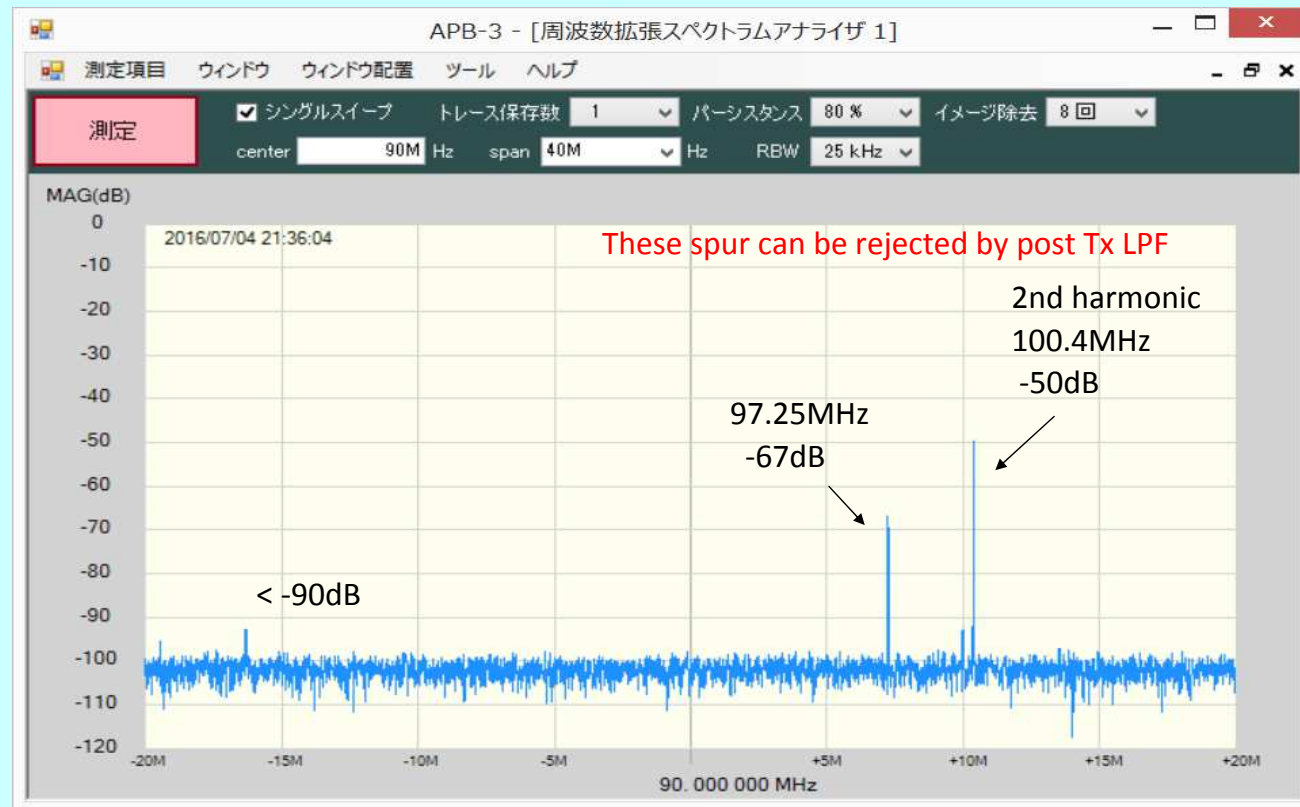 APB-3 - [周波数拡張スペクトラムアナライザ 1]
測定項目 ウィンドウ ウィンドウ配置 ツール ヘルプ
測定
シングルスイープ トレース保存数 1 パーシスタンス 80 % イメージ除去 8 回
center 90M Hz span 40M Hz RBW 25 kHz
MAG(dB)
0
2016/07/04 21:36:04
These spur can be rejected by post Tx LPF
-10
2nd harmonic
-20
100.4MHz
-30
-50dB
-40
97.25MHz
-50
-67dB
-60
-70
-80
< -90dB
-90
-100
-110
-120
-20M -15M -10M -5M +5M +10M +15M +20M
90. 000 000 MHz